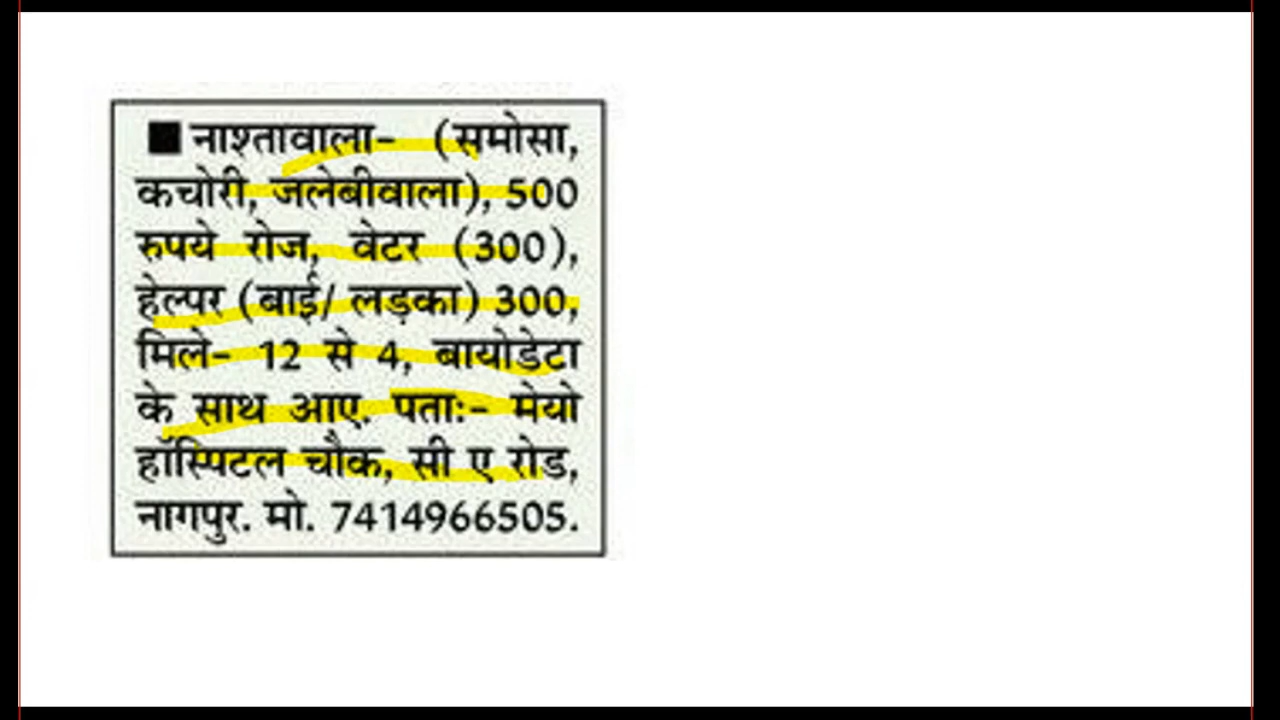 ■ नाश्तावाला- (समोसा,
कचोरी, जलेबीवाला), 500
रुपये रोज, वेटर (300),
हेल्पर (बाई/ लड़का) 300,
मिले- 12 से 4, बायोडेटा
के साथ आए. पता:- मेयो
हॉस्पिटल चौक, सी ए रोड,
नागपुर. मो. 7414966505.